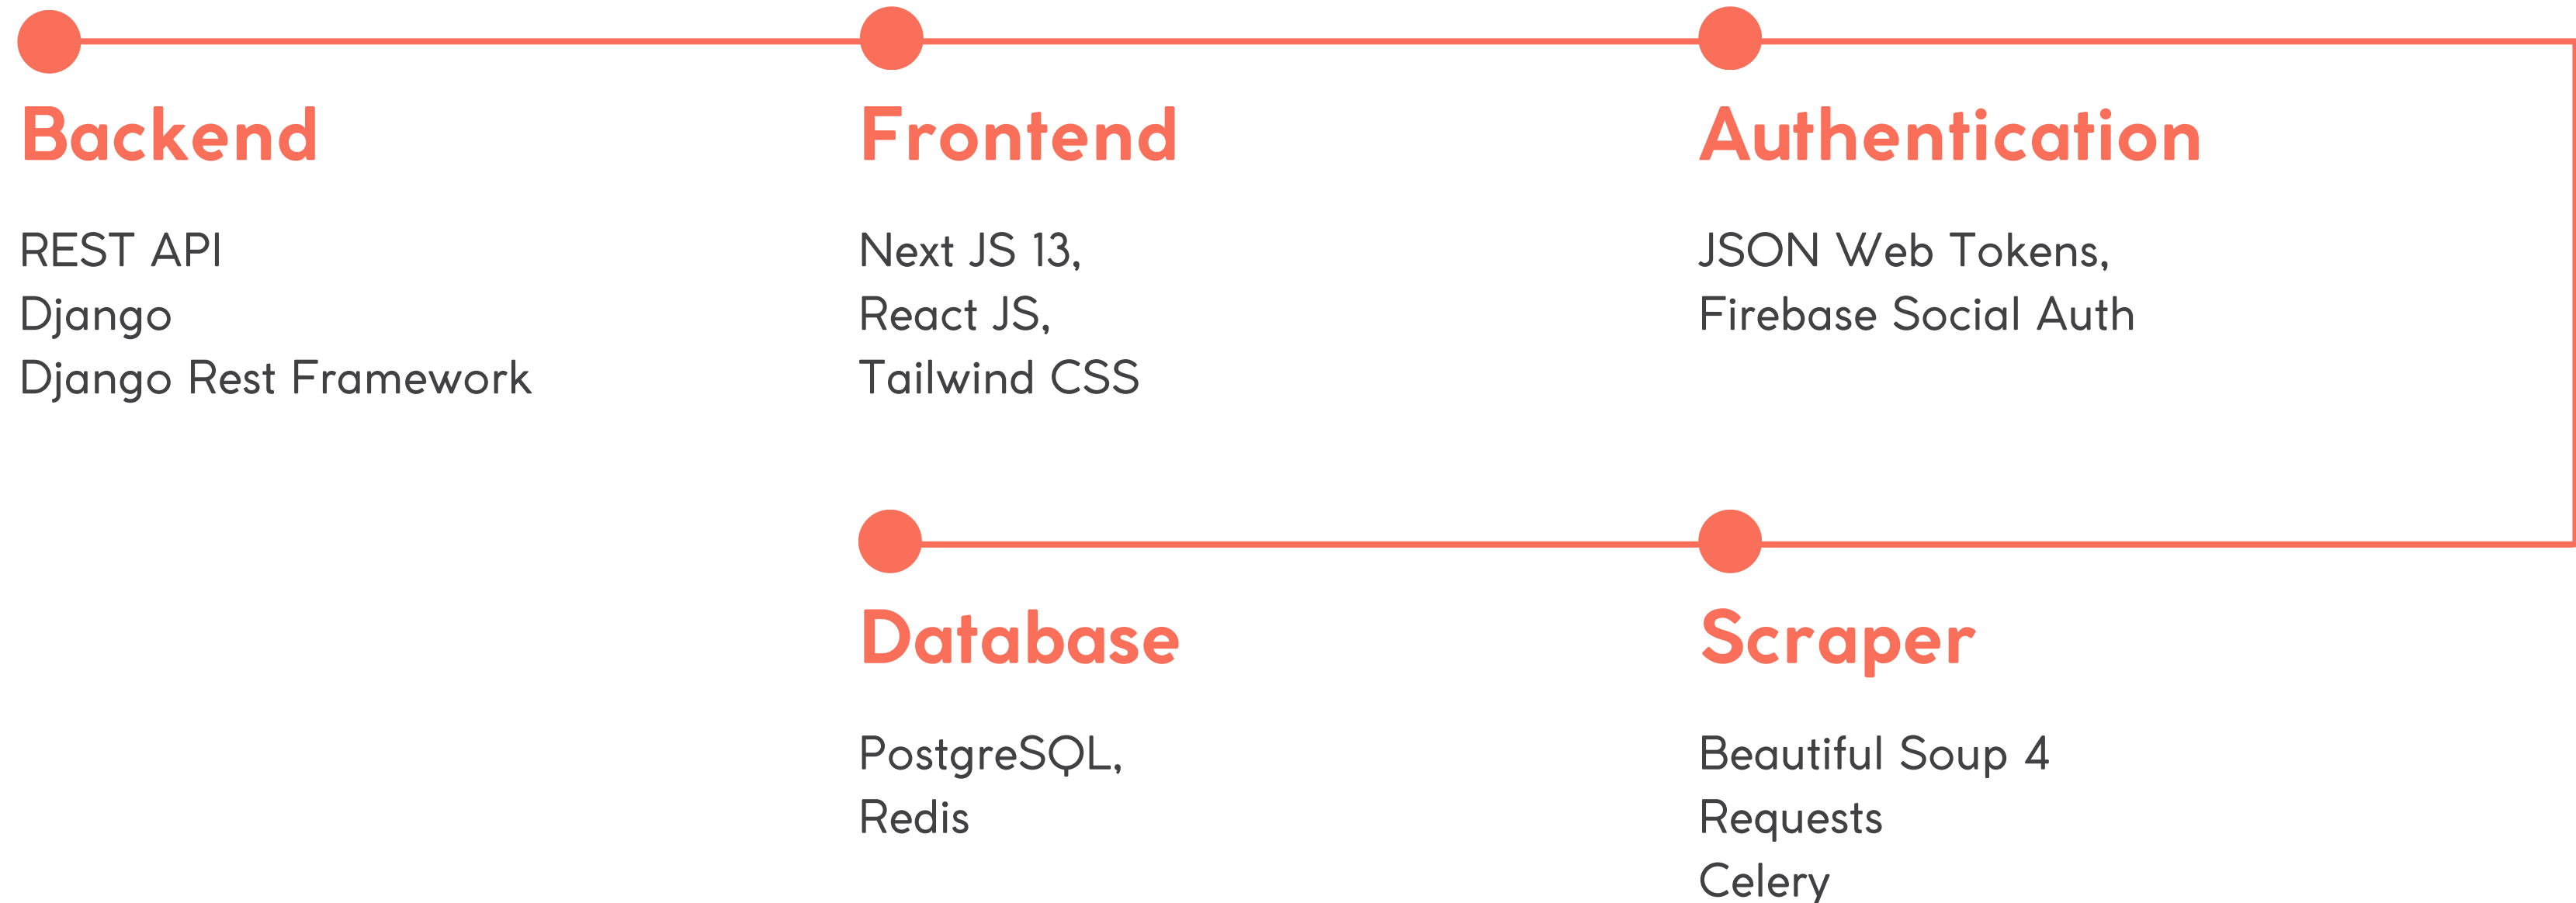 Backend
REST API
Django
Django Rest Framework
Frontend
Next JS 13,
React JS,
Tailwind CSS
Authentication
JSON Web Tokens,
Firebase Social Auth
Database
PostgreSQL,
Redis
Scraper
Beautiful Soup 4
Requests
Celery